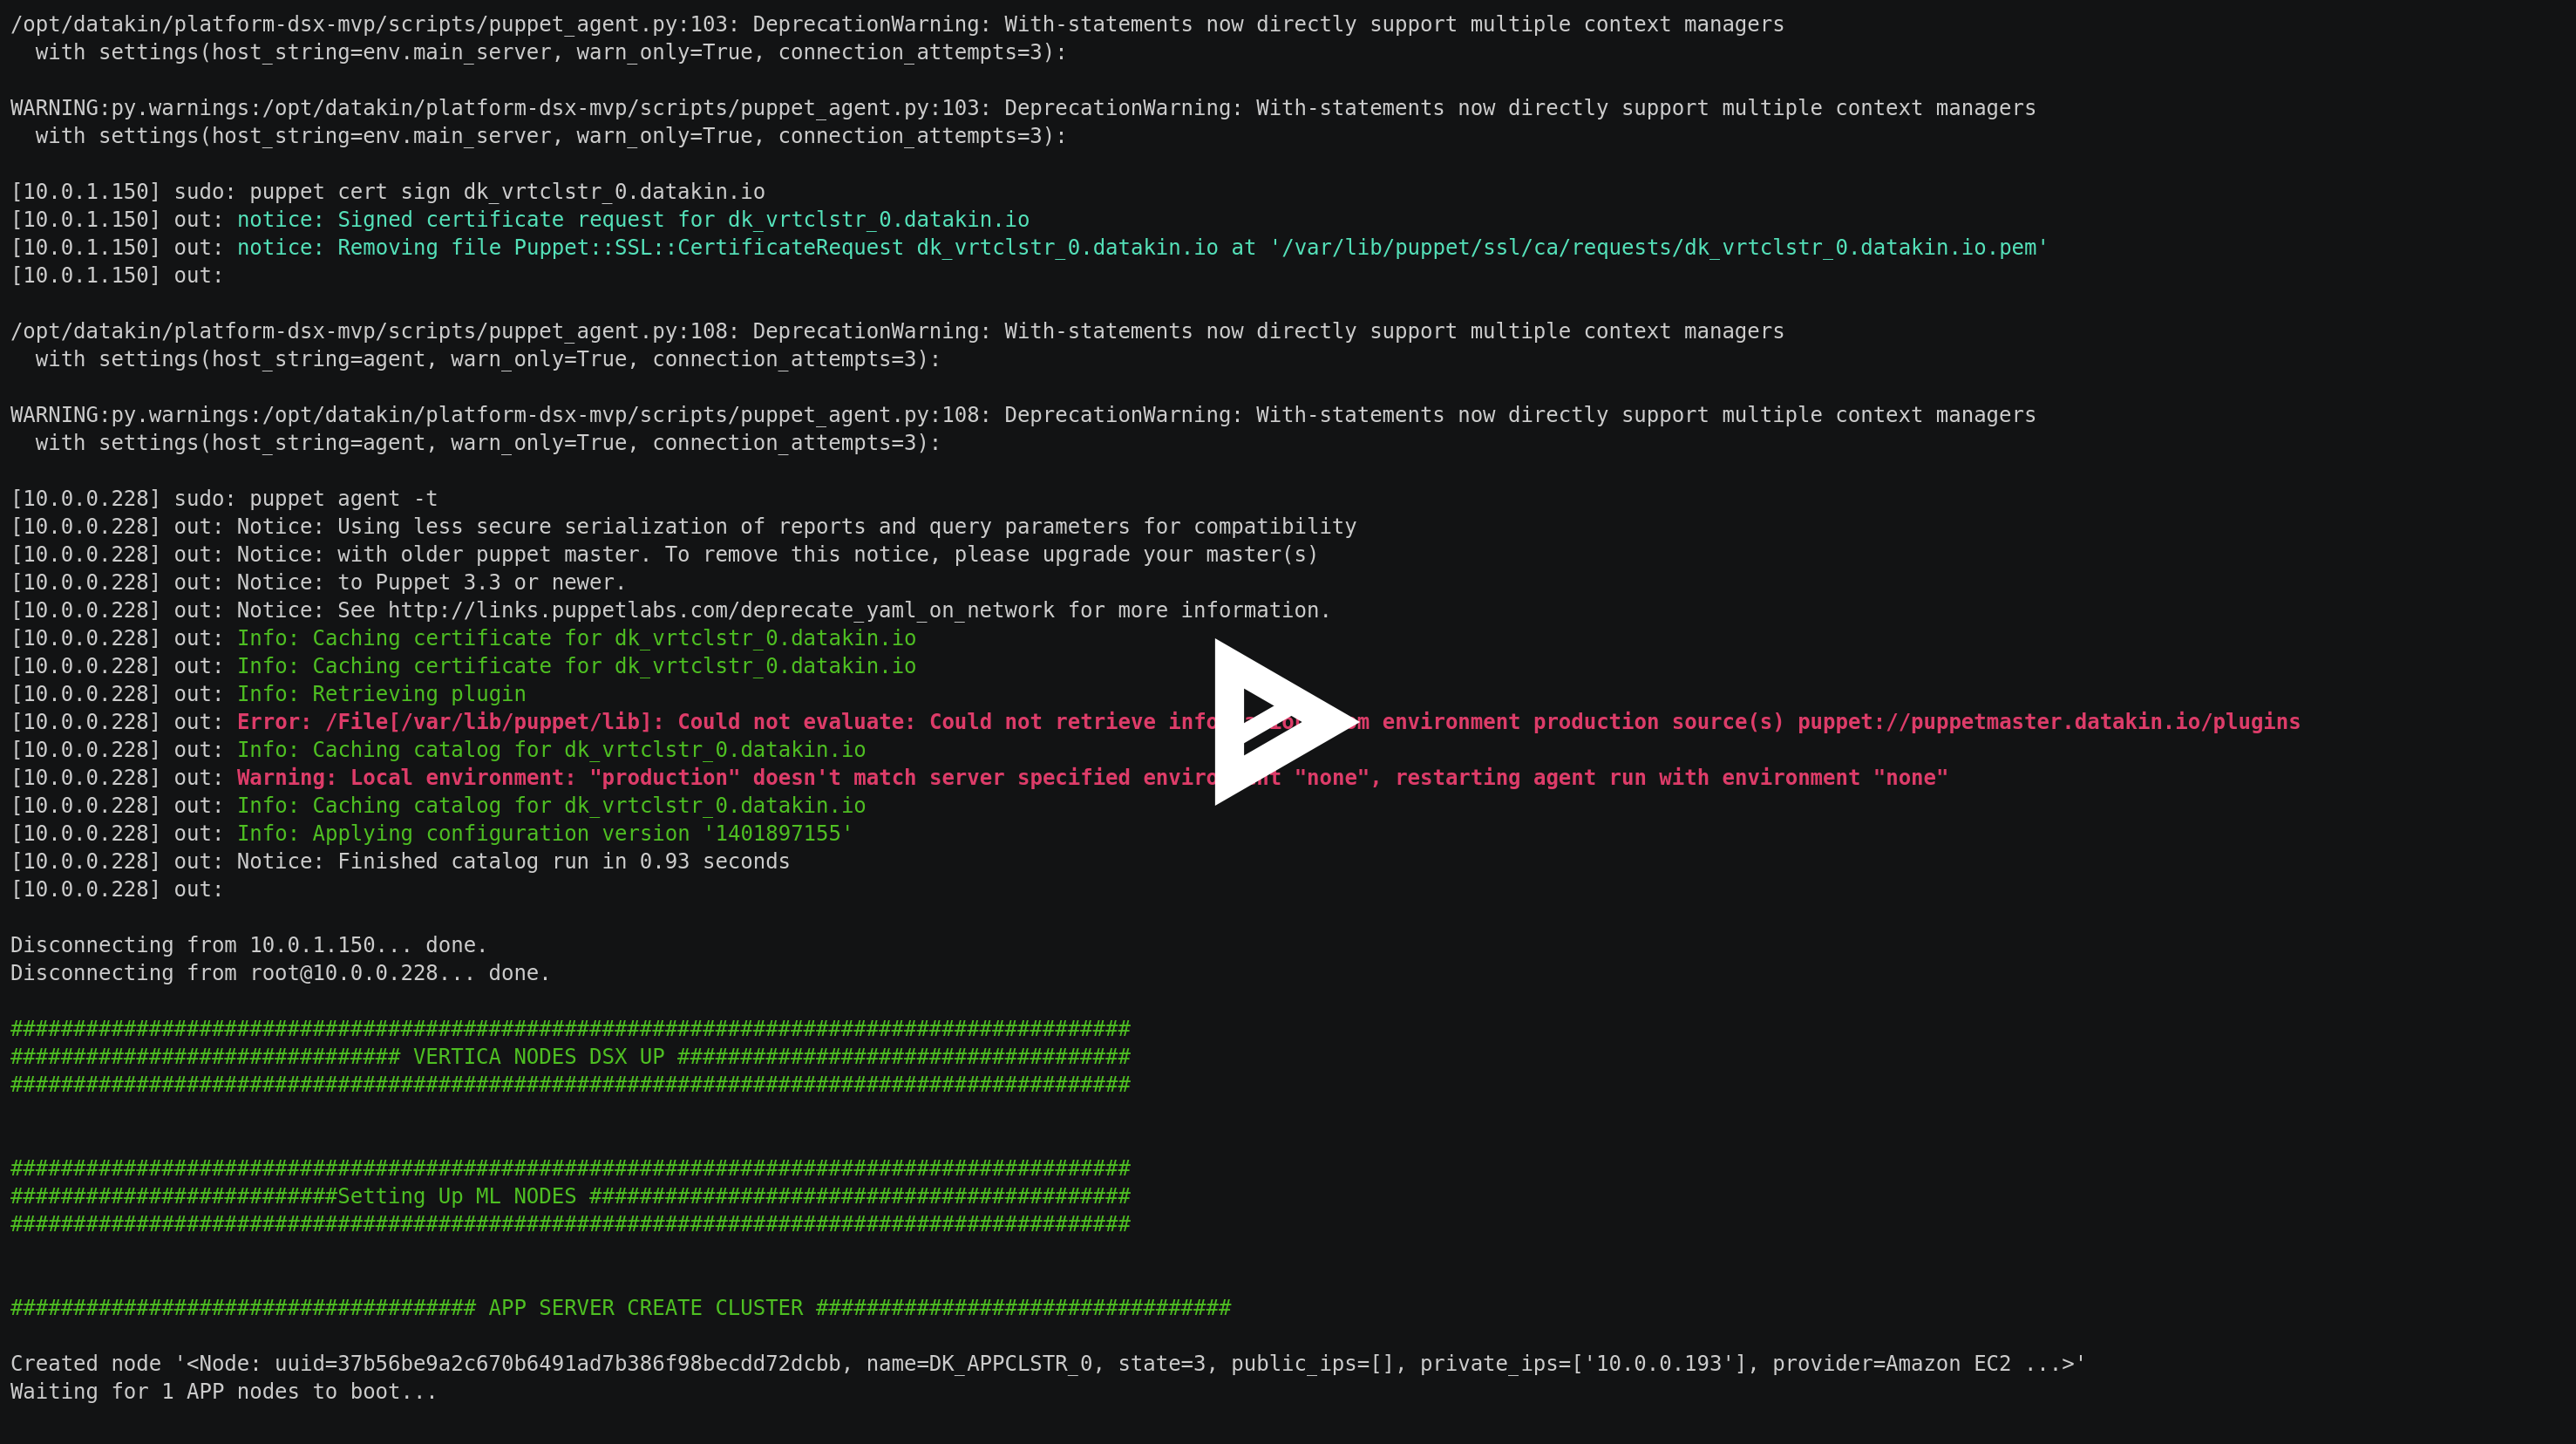 /opt/datakin/platform-dsx-mvp/scripts/puppet_agent.py:103: DeprecationWarning: With-statements now directly support multiple context managers
  with settings(host_string=env.main_server, warn_only=True, connection_attempts=3):
WARNING:py.warnings:/opt/datakin/platform-dsx-mvp/scripts/puppet_agent.py:103: DeprecationWarning: With-statements now directly support multiple context managers
  with settings(host_string=env.main_server, warn_only=True, connection_attempts=3):
[10.0.1.150] sudo: puppet cert sign dk_vrtclstr_0.datakin.io
[10.0.1.150] out: notice: Signed certificate request for dk_vrtclstr_0.datakin.io
[10.0.1.150] out: notice: Removing file Puppet::SSL::CertificateRequest dk_vrtclstr_0.datakin.io at '/var/lib/puppet/ssl/ca/requests/dk_vrtclstr_0.datakin.io.pem'
[10.0.1.150] out:
/opt/datakin/platform-dsx-mvp/scripts/puppet_agent.py:108: DeprecationWarning: With-statements now directly support multiple context managers
  with settings(host_string=agent, warn_only=True, connection_attempts=3):
WARNING:py.warnings:/opt/datakin/platform-dsx-mvp/scripts/puppet_agent.py:108: DeprecationWarning: With-statements now directly support multiple context managers
  with settings(host_string=agent, warn_only=True, connection_attempts=3):
[10.0.0.228] sudo: puppet agent -t
[10.0.0.228] out: Notice: Using less secure serialization of reports and query parameters for compatibility
[10.0.0.228] out: Notice: with older puppet master. To remove this notice, please upgrade your master(s)
[10.0.0.228] out: Notice: to Puppet 3.3 or newer.
[10.0.0.228] out: Notice: See http://links.puppetlabs.com/deprecate_yaml_on_network for more information.
[10.0.0.228] out: Info: Caching certificate for dk_vrtclstr_0.datakin.io
[10.0.0.228] out: Info: Caching certificate for dk_vrtclstr_0.datakin.io
[10.0.0.228] out: Info: Retrieving plugin
[10.0.0.228] out: Error: /File[/var/lib/puppet/lib]: Could not evaluate: Could not retrieve environment production source(s) puppet://puppetmaster.datakin.io/plugins
[10.0.0.228] out: Info: Caching catalog for dk_vrtclstr_0.datakin.io
[10.0.0.228] out: Warning: Local environment: "production" doesn't match server specified environment "none", restarting agent run with environment "none"
[10.0.0.228] out: Info: Caching catalog for dk_vrtclstr_0.datakin.io
[10.0.0.228] out: Info: Applying configuration version '1401897155'
[10.0.0.228] out: Notice: Finished catalog run in 0.93 seconds
[10.0.0.228] out:
Disconnecting from 10.0.1.150... done.
Disconnecting from root@10.0.0.228... done.
#########################################################################################
############################### VERTICA NODES DSX UP ####################################
#########################################################################################
#########################################################################################
##########################Setting Up ML NODES ###########################################
#########################################################################################
##################################### APP SERVER CREATE CLUSTER #################################
Created node '<Node: uuid=37b56be9a2c670b6491ad7b386f98becdd72dcbb, name=DK_APPCLSTR_0, state=3, public_ips=[], private_ips=['10.0.0.193'], provider=Amazon EC2 ...>'
Waiting for 1 APP nodes to boot...